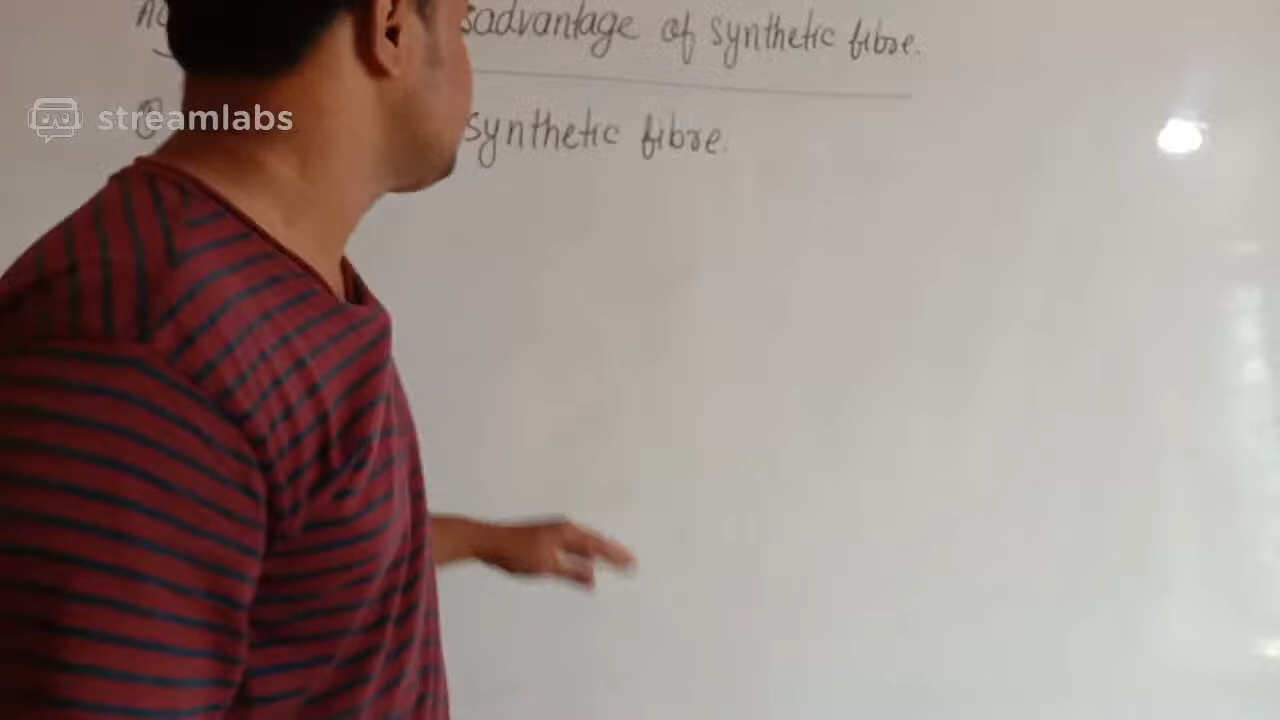 sadvantage of synthetic fibre.
streamlabs
synthetic fibre.